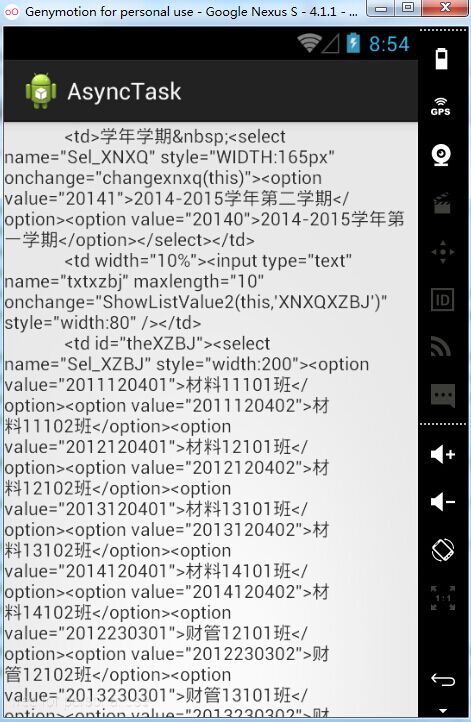 Genymotion for personal use - Google Nexus S - 4.1.1 - ...
8:54
AsyncTask
GPS
<td>学年学期&nbsp;<select
name="Sel_XNXQ" style="WIDTH:165px"
onchange="changexnxq(this)"><option
value="20141">2014-2015学年第二学期</
option><option value="20140">2014-2015学年第
一学期</option></select></td>
<td width="10%"><input type="text"
name="txtxzbj" maxlength="10"
onchange="ShowListValue2(this,'XNXQXZBJ')"
style="width:80" /></td>
<td id="theXZBJ"><select
name="Sel_XZBJ" style="width:200"><option
value="2011120401">材料11101班</
option><option value="2011120402">材
料11102班</option><option
value="2012120401">材料12101班</
option><option value="2012120402">材
料12102班</option><option
value="2013120401">材料13101班</
option><option value="2013120402">材
料13102班</option><option
value="2014120401">材料14101班</
option><option value="2014120402">材
料14102班</option><option
value="2012230301">财管12101班</
option><option value="2012230302">财
管12102班</option><option
value="2013230301">财管13101班</
option><option value="2013230302">财
ID
1:1